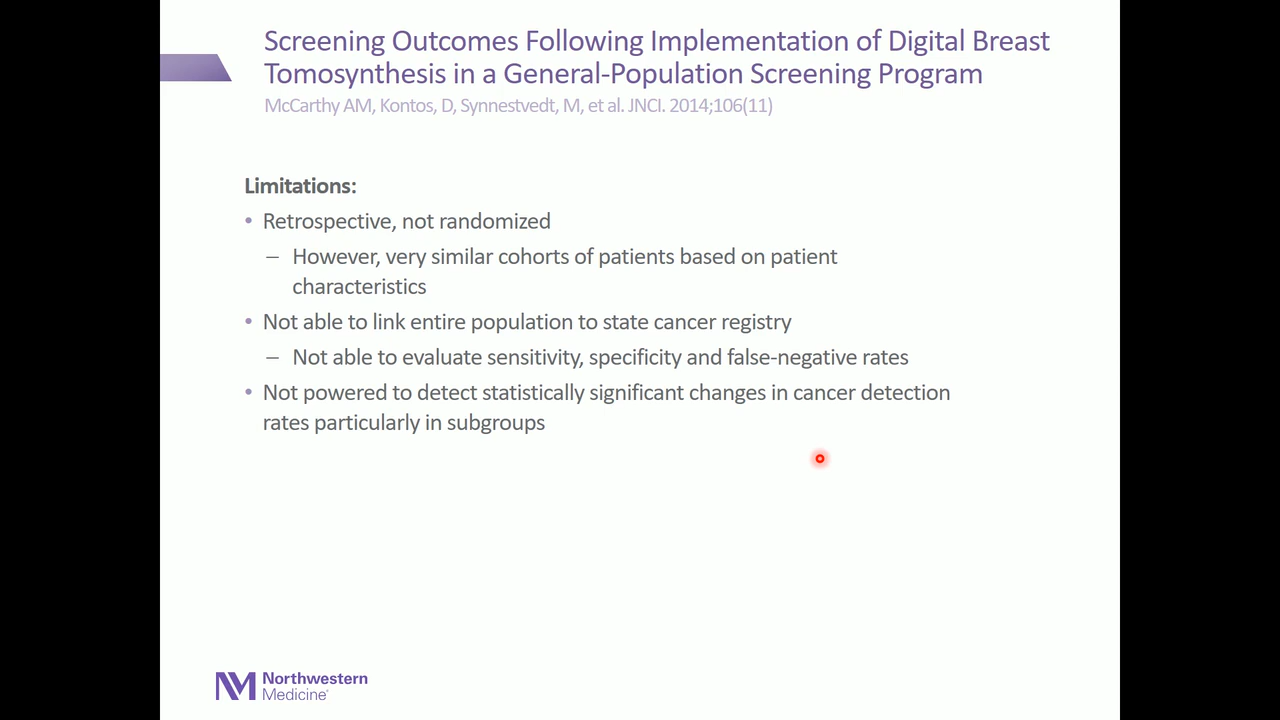 Screening Outcomes Following Implementation of Digital Breast
Tomosynthesis in a General-Population Screening Program
McCarthy AM, Kontos, D, Synnestvedt, M, et al. JNCI. 2014;106(11)
Limitations:
• Retrospective, not randomized
– However, very similar cohorts of patients based on patient
characteristics
• Not able to link entire population to state cancer registry
– Not able to evaluate sensitivity, specificity and false-negative rates
• Not powered to detect statistically significant changes in cancer detection
rates particularly in subgroups
NM Northwestern
Medicine®